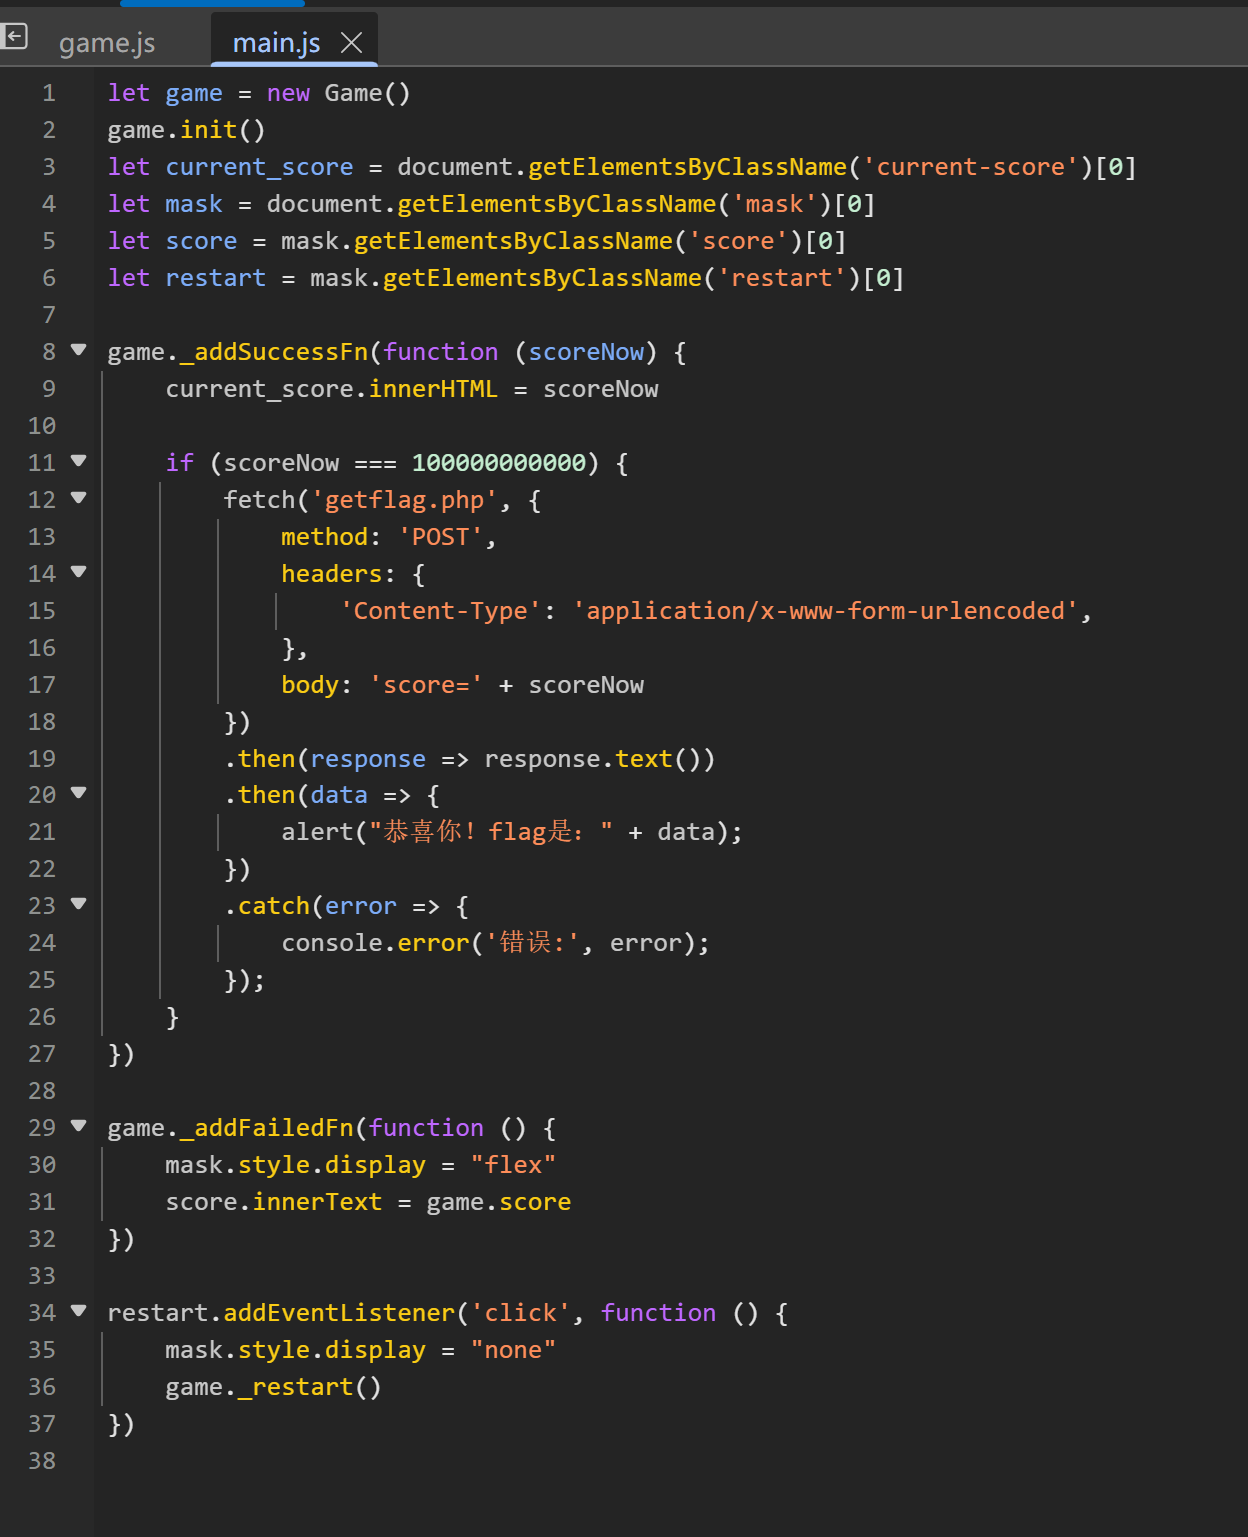 game.js
main.js
1 let game = new Game()
2 game.init()
3 let current_score = document.getElementsByClassName('current-score')[0]
4 let mask = document.getElementsByClassName('mask')[0]
5 let score = mask.getElementsByClassName('score')[0]
6 let restart = mask.getElementsByClassName('restart')[0]
7
8 game._addSuccessFn(function (scoreNow) {
9     current_score.innerHTML = scoreNow
10
11     if (scoreNow === 100000000000) {
12         fetch('getflag.php', {
13             method: 'POST',
14             headers: {
15                 'Content-Type': 'application/x-www-form-urlencoded',
16             },
17             body: 'score=' + scoreNow
18         })
19         .then(response => response.text())
20         .then(data => {
21             alert("恭喜你！flag是：" + data);
22         })
23         .catch(error => {
24             console.error('错误:', error);
25         });
26     }
27 })
28
29 game._addFailedFn(function () {
30     mask.style.display = "flex"
31     score.innerText = game.score
32 })
33
34 restart.addEventListener('click', function () {
35     mask.style.display = "none"
36     game._restart()
37 })
38